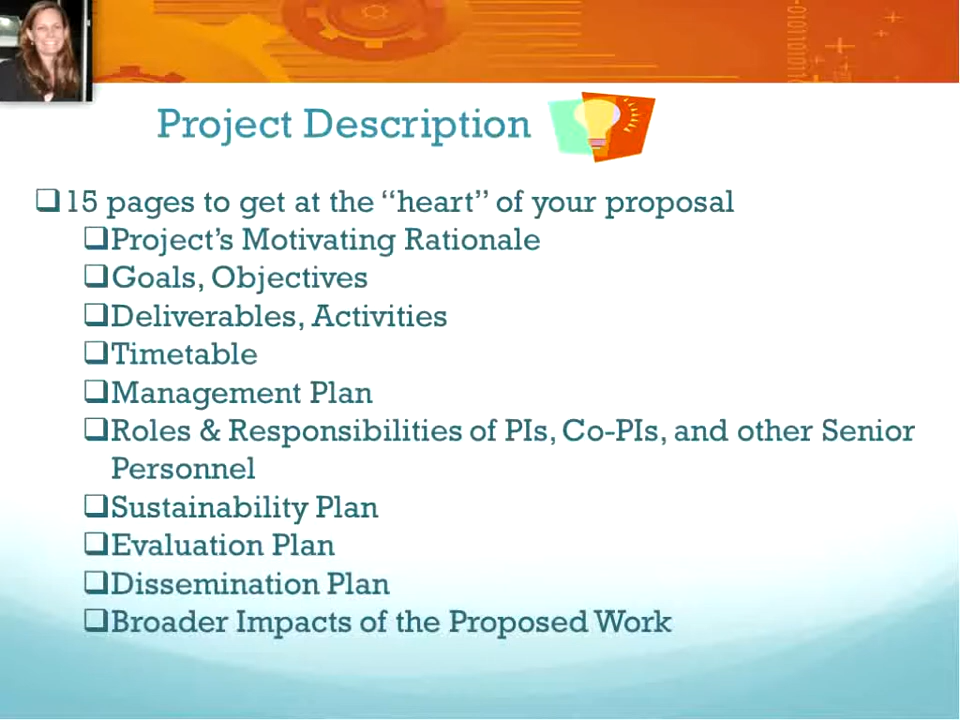 Project Description
❑15 pages to get at the “heart” of your proposal
❑Project’s Motivating Rationale
❑Goals, Objectives
❑Deliverables, Activities
❑Timetable
❑Management Plan
❑Roles & Responsibilities of PIs, Co-PIs, and other Senior
Personnel
❑Sustainability Plan
❑Evaluation Plan
❑Dissemination Plan
❑Broader Impacts of the Proposed Work